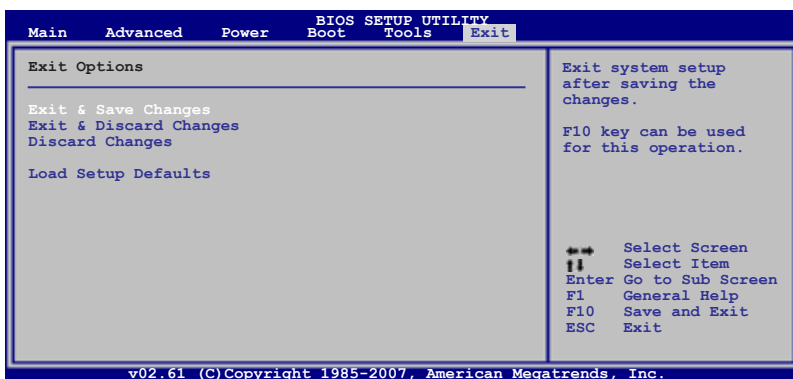 BIOS SETUP UTILITY
Main Advanced Power Boot Tools Exit
Exit Options
Exit & Save Changes
Exit & Discard Changes
Discard Changes
Load Setup Defaults
Exit system setup
after saving the
changes.
F10 key can be used
for this operation.
←→ Select Screen
↑↓ Select Item
Enter Go to Sub Screen
F1 General Help
F10 Save and Exit
ESC Exit
v02.61 (C)Copyright 1985-2007, American Megatrends, Inc.